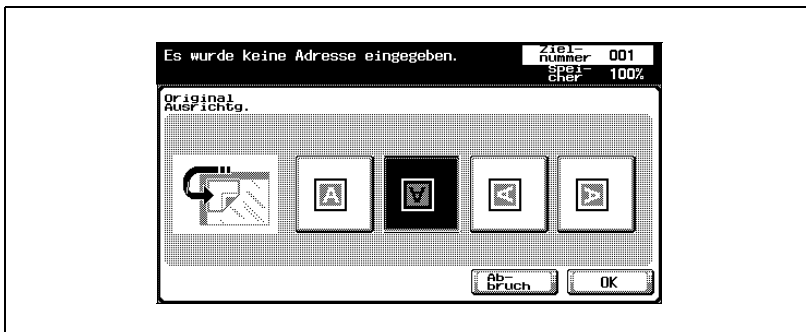 Es wurde keine Adresse eingegeben.
Ziel-
nummer 001
Spei-
cher 100%
Original
Ausrichtg.
A A A A
Ab-
bruch
OK